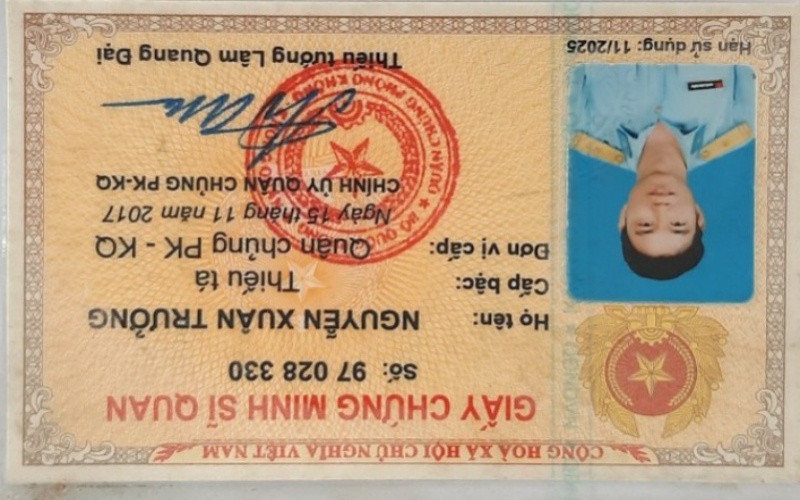 CỘNG HOÀ XÃ HỘI CHỦ NGHĨA VIỆT NAM
GIẤY CHỨNG MINH SĨ QUAN
Số: 97 028 330
Họ tên: NGUYỄN XUÂN TRƯỜNG
Cấp bậc: Thiếu tá
Đơn vị cấp: Quân chủng PK - KQ
Ngày 15 tháng 11 năm 2017
CHÍNH ỦY QUÂN CHỦNG PK-KQ
Thiếu tướng Lâm Quang Đại
Hạn sử dụng: 11/2025